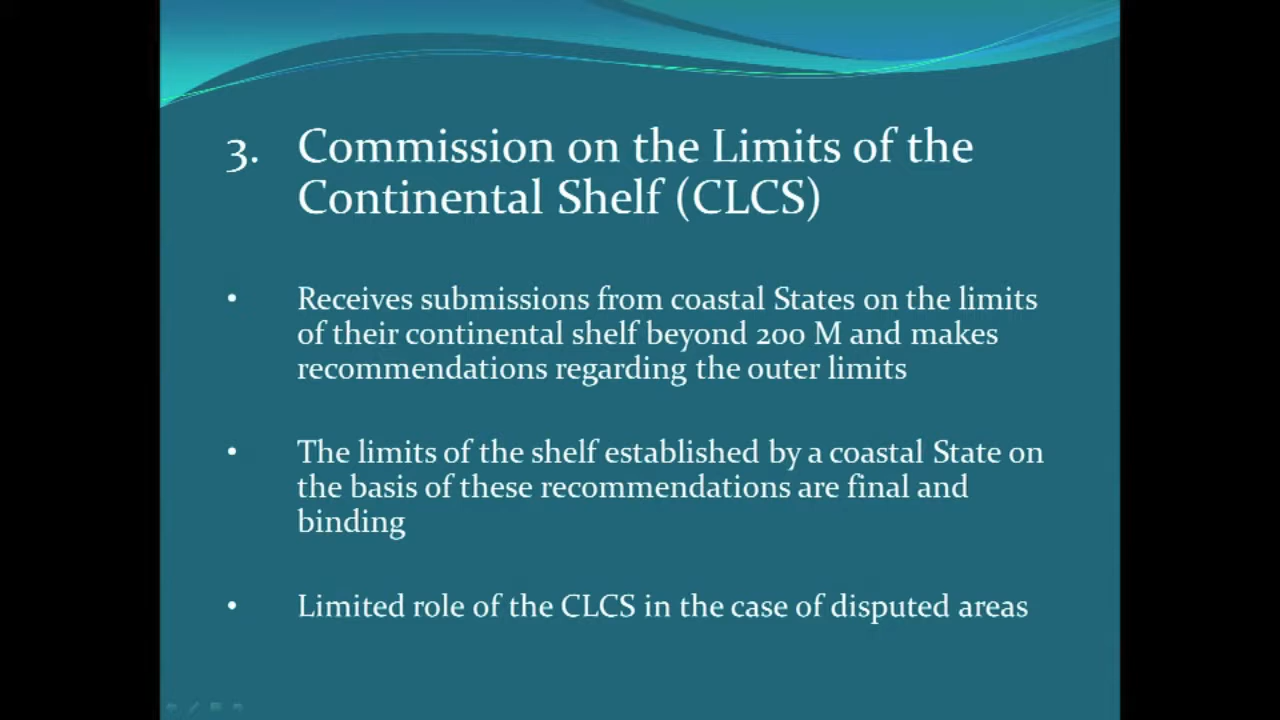 3. Commission on the Limits of the
Continental Shelf (CLCS)
• Receives submissions from coastal States on the limits
of their continental shelf beyond 200 M and makes
recommendations regarding the outer limits
• The limits of the shelf established by a coastal State on
the basis of these recommendations are final and
binding
• Limited role of the CLCS in the case of disputed areas